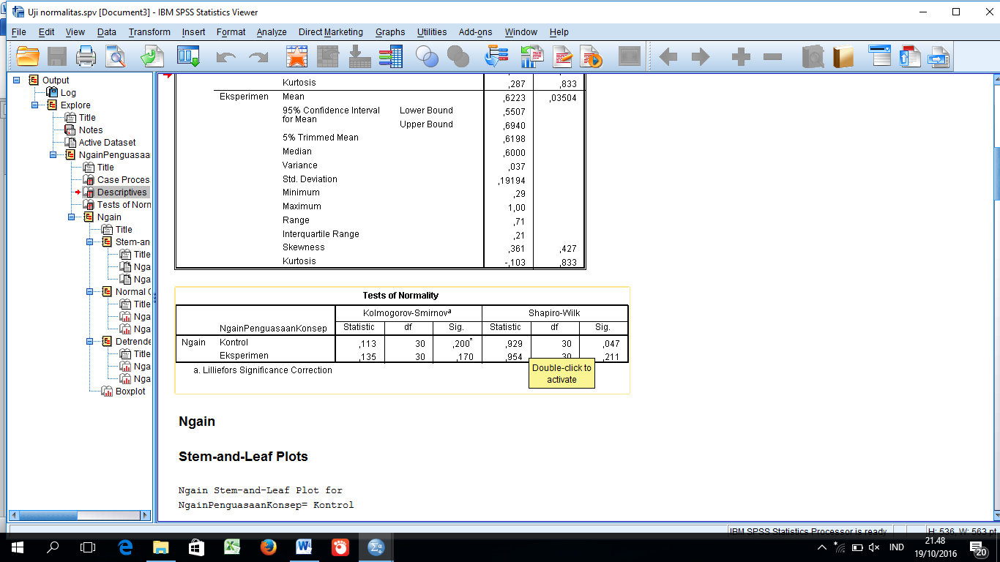 Uji normalitas.spv [Document3] - IBM SPSS Statistics Viewer
File Edit View Data Transform Insert Format Analyze Direct Marketing Graphs Utilities Add-ons Window Help
Output
Log
Explore
Title
Notes
Active Dataset
NgainPenguasaa
Title
Case Proces
Descriptives
Tests of Norn
Ngain
Title
Stem-an
Title
Nga
Nga
Normal
Title
Nga
Nga
Detrende
Title
Nga
Nga
Boxplot
Kurtosis ,287 ,833
Eksperimen Mean ,6223 ,03504
95% Confidence Interval Lower Bound ,5507
for Mean
Upper Bound ,6940
5% Trimmed Mean ,6198
Median ,6000
Variance ,037
Std. Deviation ,19194
Minimum ,29
Maximum 1,00
Range ,71
Interquartile Range ,21
Skewness ,361 ,427
Kurtosis -,103 ,833
Tests of Normality
Kolmogorov-Smirnovᵃ Shapiro-Wilk
NgainPenguasaanKonsep Statistic df Sig. Statistic df Sig.
Ngain Kontrol ,113 30 ,200* ,929 30 ,047
Eksperimen ,135 30 ,170 ,954 30 ,211
a. Lilliefors Significance Correction
Double-click to
activate
Ngain
Stem-and-Leaf Plots
Ngain Stem-and-Leaf Plot for
NgainPenguasaanKonsep= Kontrol
IBM SPSS Statistics Processor is ready H: 536, W: 563 pt
IND
21.48
19/10/2016
20